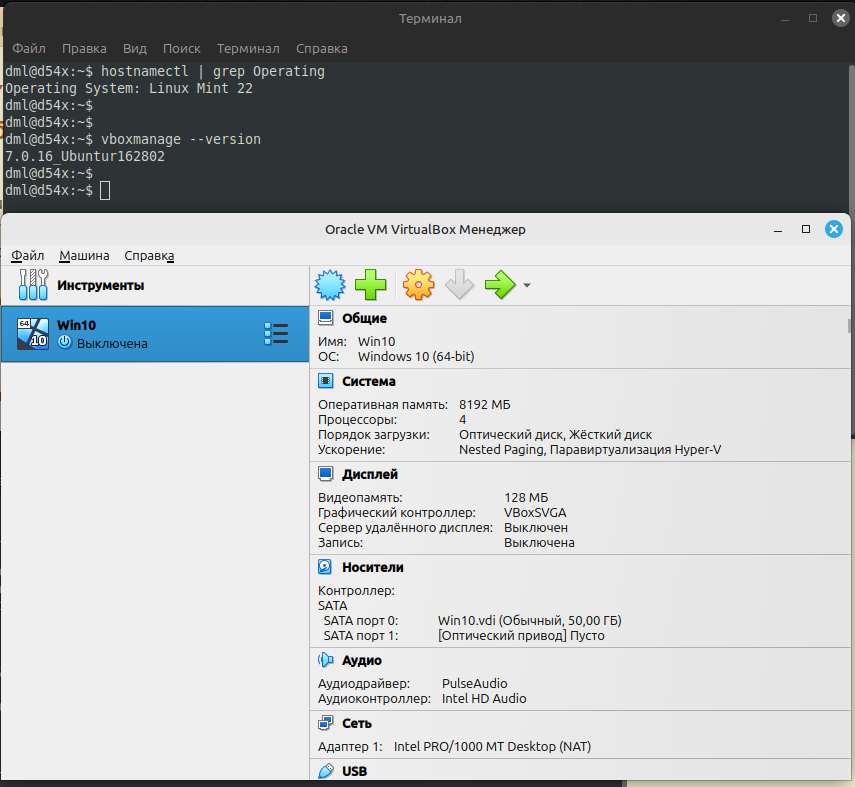 Терминал
Файл Правка Вид Поиск Терминал Справка
dml@d54x:~$ hostnamectl | grep Operating
Operating System: Linux Mint 22
dml@d54x:~$
dml@d54x:~$
dml@d54x:~$ vboxmanage --version
7.0.16_Ubuntur162802
dml@d54x:~$
dml@d54x:~$
Oracle VM VirtualBox Менеджер
Файл Машина Справка
Инструменты
64
10
Win10
Выключена
Общие
Имя: Win10
ОС: Windows 10 (64-bit)
Система
Оперативная память: 8192 МБ
Процессоры: 4
Порядок загрузки: Оптический диск, Жёсткий диск
Ускорение: Nested Paging, Паравиртуализация Hyper-V
Дисплей
Видеопамять: 128 МБ
Графический контроллер: VBoxSVGA
Сервер удалённого дисплея: Выключен
Запись: Выключена
Носители
Контроллер:
SATA
SATA порт 0: Win10.vdi (Обычный, 50,00 ГБ)
SATA порт 1: [Оптический привод] Пусто
Аудио
Аудиодрайвер: PulseAudio
Аудиоконтроллер: Intel HD Audio
Сеть
Адаптер 1: Intel PRO/1000 MT Desktop (NAT)
USB